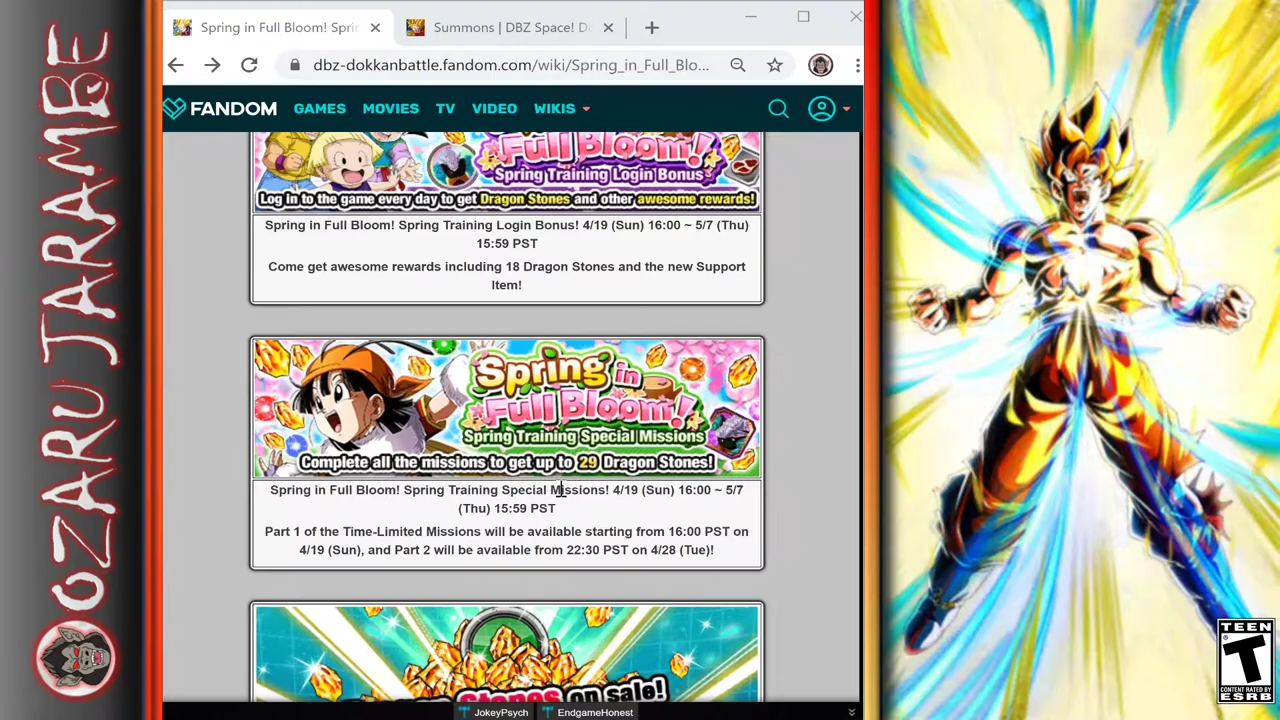 OZARU JARAMBE
Spring in Full Bloom! Sprin
Summons | DBZ Space! Do
dbz-dokkanbattle.fandom.com/wiki/Spring_in_Full_Blo...
FANDOM
GAMES
MOVIES
TV
VIDEO
WIKIS
Full Bloom!
Spring Training Login Bonus
Log in to the game every day to get Dragon Stones and other awesome rewards!
Spring in Full Bloom! Spring Training Login Bonus! 4/19 (Sun) 16:00 ~ 5/7 (Thu)
15:59 PST
Come get awesome rewards including 18 Dragon Stones and the new Support
Item!
Spring in
Full Bloom!
Spring Training Special Missions
Complete all the missions to get up to 29 Dragon Stones!
Spring in Full Bloom! Spring Training Special Missions! 4/19 (Sun) 16:00 ~ 5/7
(Thu) 15:59 PST
Part 1 of the Time-Limited Missions will be available starting from 16:00 PST on
4/19 (Sun), and Part 2 will be available from 22:30 PST on 4/28 (Tue)!
Stones on sale!
JokeyPsych
EndgameHonest
TEEN
T
CONTENT RATED BY
ESRB